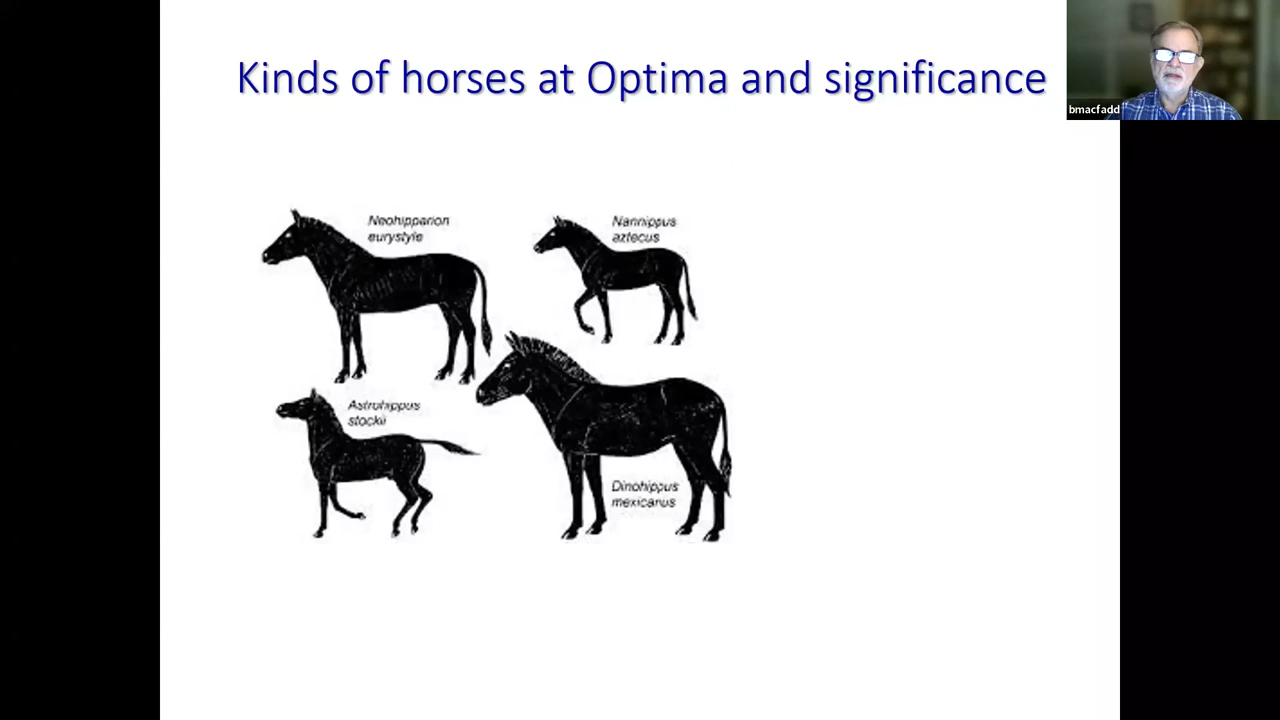 Kinds of horses at Optima and significance
bmacfadd
Neohipparion
eurystyle
Nannippus
aztecus
Astrohippus
stockii
Dinohippus
mexicanus